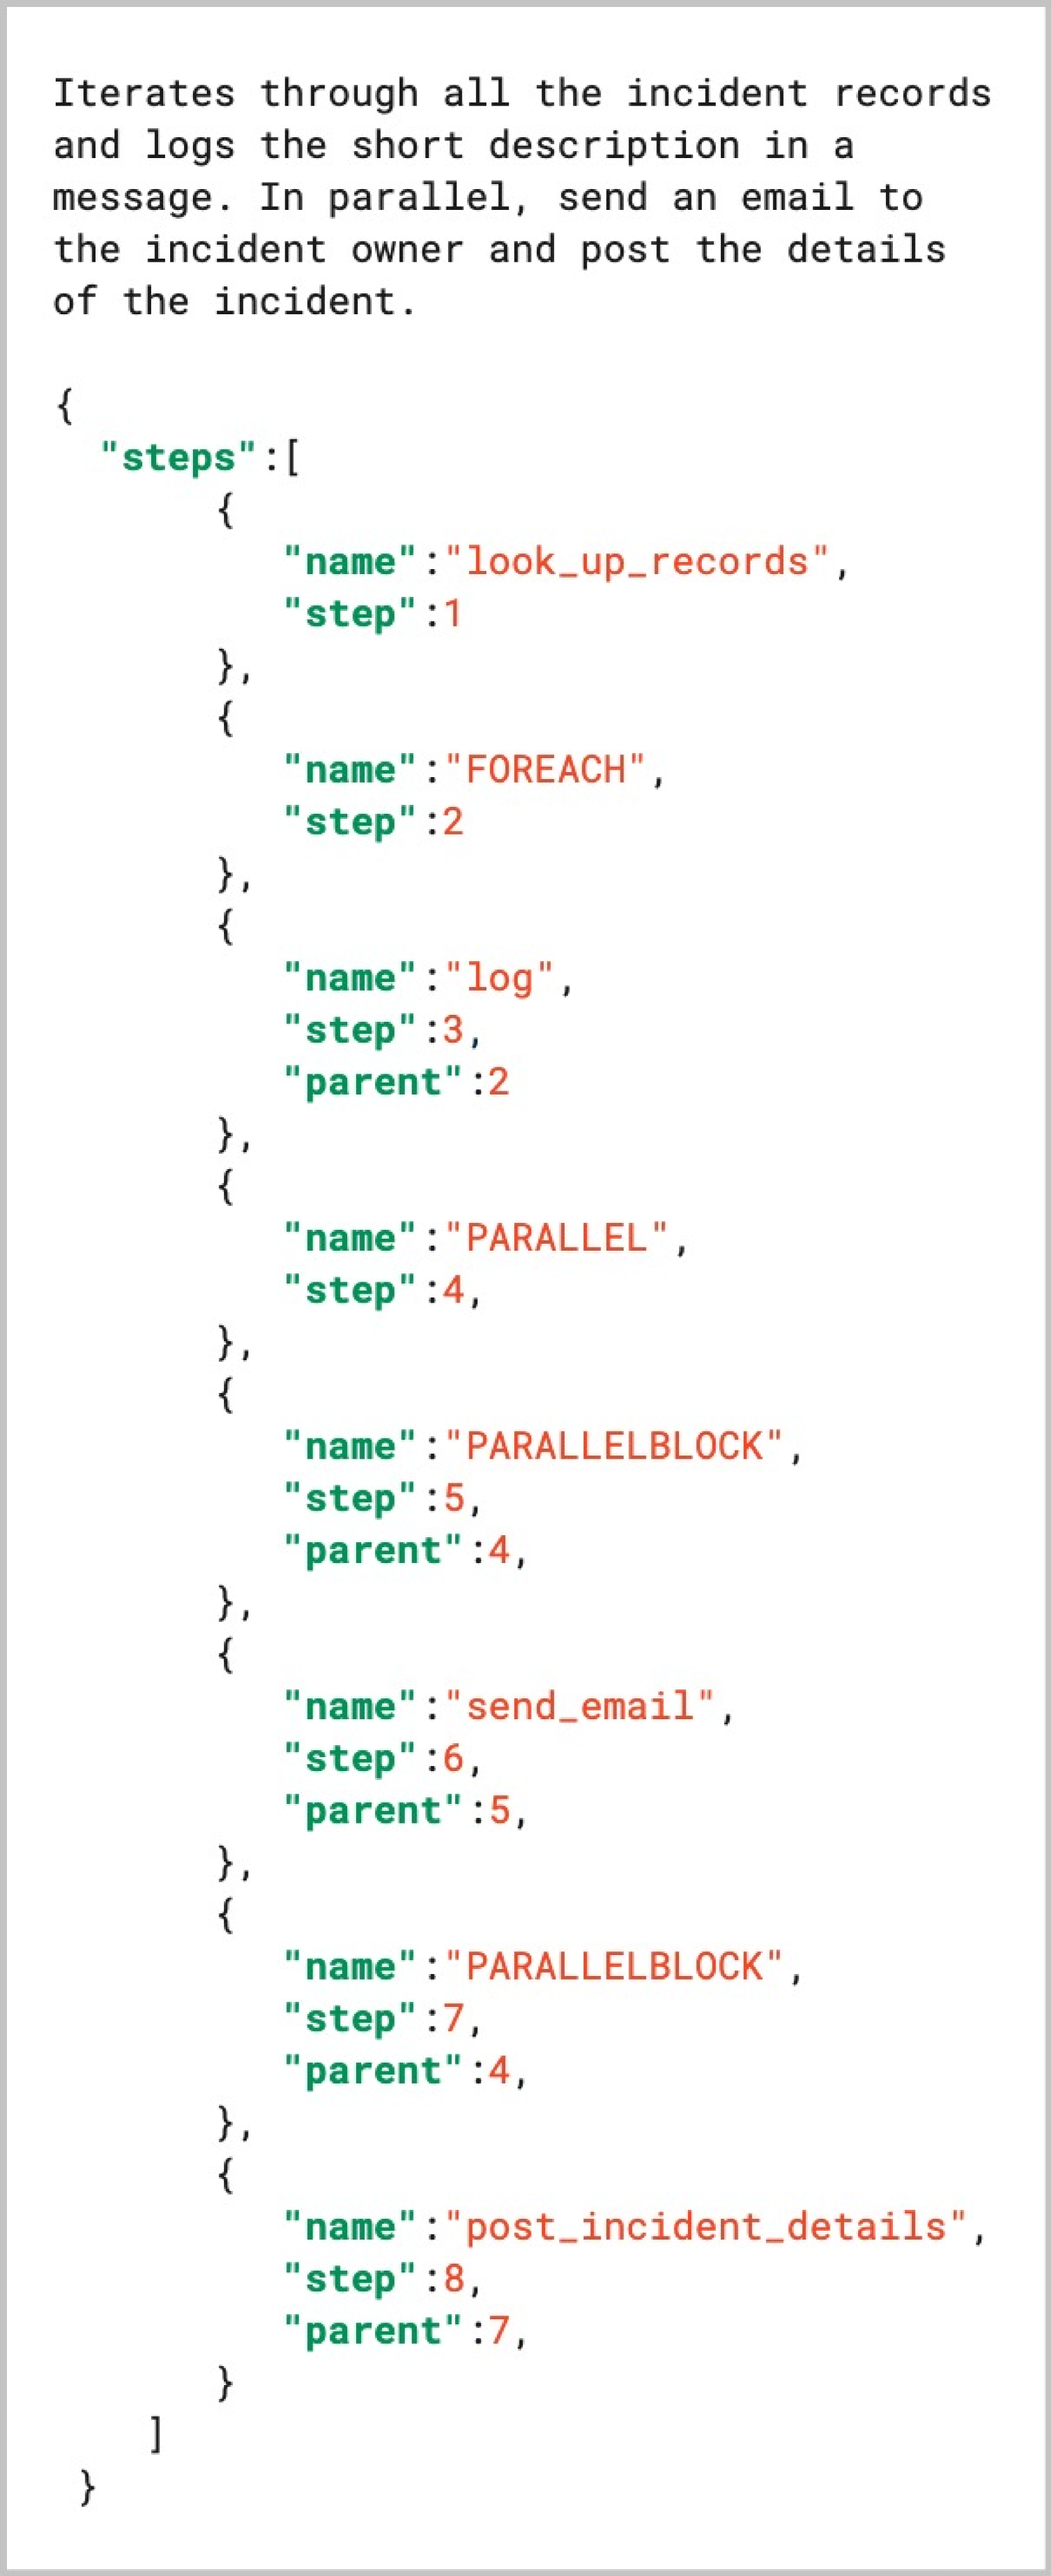 Iterates through all the incident records
and logs the short description in a
message. In parallel, send an email to
the incident owner and post the details
of the incident.
{
"steps":[
{
"name":"look_up_records",
"step":1
},
{
"name":"FOREACH",
"step":2
},
{
"name":"log",
"step":3,
"parent":2
},
{
"name":"PARALLEL",
"step":4,
},
{
"name":"PARALLELBLOCK",
"step":5,
"parent":4,
},
{
"name":"send_email",
"step":6,
"parent":5,
},
{
"name":"PARALLELBLOCK",
"step":7,
"parent":4,
},
{
"name":"post_incident_details",
"step":8,
"parent":7,
}
]
}